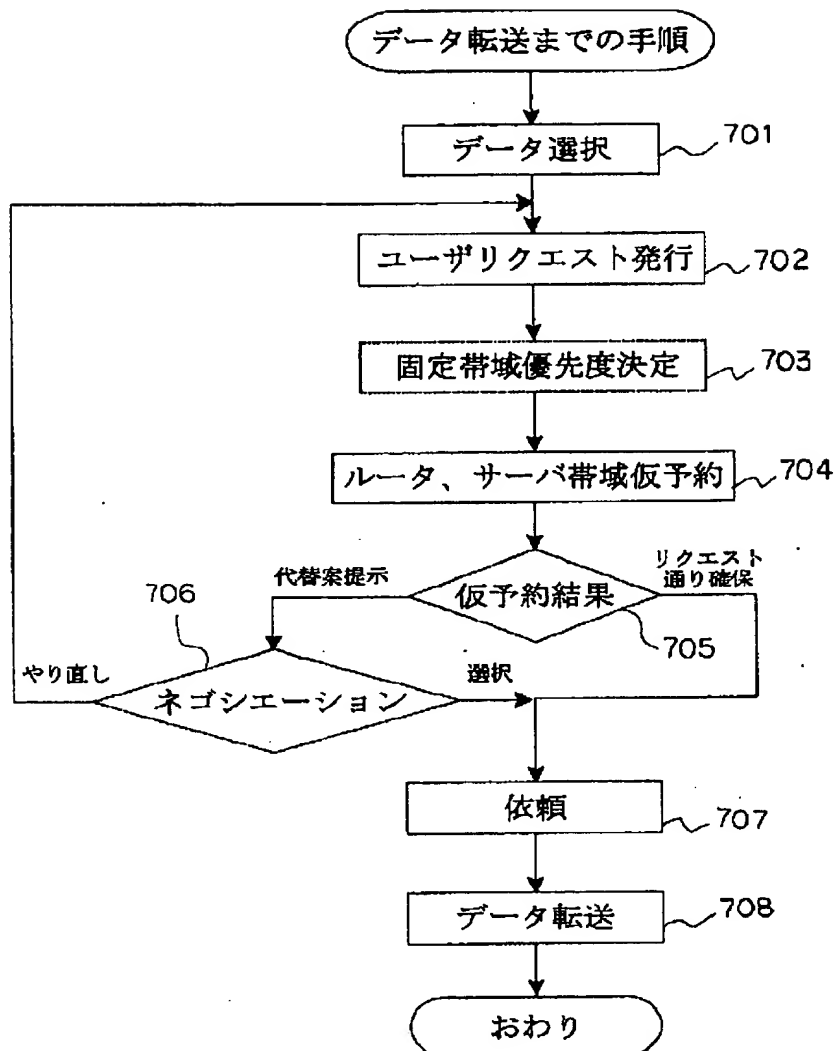 データ転送までの手順
データ選択
701
ユーザリクエスト発行
702
固定帯域優先度決定
703
ルータ、サーバ帯域仮予約
704
仮予約結果
705
代替案提示
リクエスト
通り確保
706
ネゴシエーション
やり直し
選択
依頼
707
データ転送
708
おわり